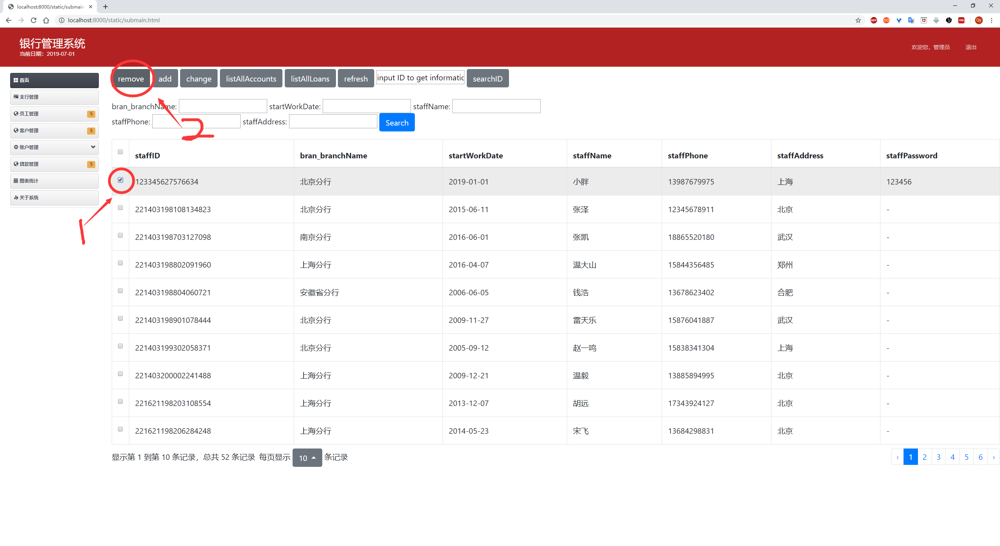 localhost:8000/static/submain.
localhost:8000/static/submain.html
ABP
CORS
Qy
银行管理系统
当前日期：2019-07-01
欢迎您，管理员 退出
首页
支行管理
员工管理 5
客户管理 5
账户管理
贷款管理 5
图表统计
关于系统
remove add change listAllAccounts listAllLoans refresh input ID to get informatic searchID
bran_branchName: startWorkDate: staffName:
staffPhone: staffAddress: Search
2
1
staffID bran_branchName startWorkDate staffName staffPhone staffAddress staffPassword
123345627576634 北京分行 2019-01-01 小胖 13987679975 上海 123456
221403198108134823 北京分行 2015-06-11 张泽 12345678911 北京 -
221403198703127098 南京分行 2016-06-01 张凯 18865520180 武汉 -
221403198802091960 上海分行 2016-04-07 温大山 15844356485 郑州 -
221403198804060721 安徽省分行 2006-06-05 钱浩 13678623402 合肥 -
221403198901078444 北京分行 2009-11-27 雷天乐 15876041887 武汉 -
221403199302058371 北京分行 2005-09-12 赵一鸣 15838341304 上海 -
221403200002241488 上海分行 2009-12-21 温毅 13885894995 北京 -
221621198203108554 上海分行 2013-12-07 胡远 17343924127 北京 -
221621198206284248 上海分行 2014-05-23 宋飞 13684298831 北京 -
显示第 1 到第 10 条记录，总共 52 条记录 每页显示 10 条记录
‹ 1 2 3 4 5 6 ›